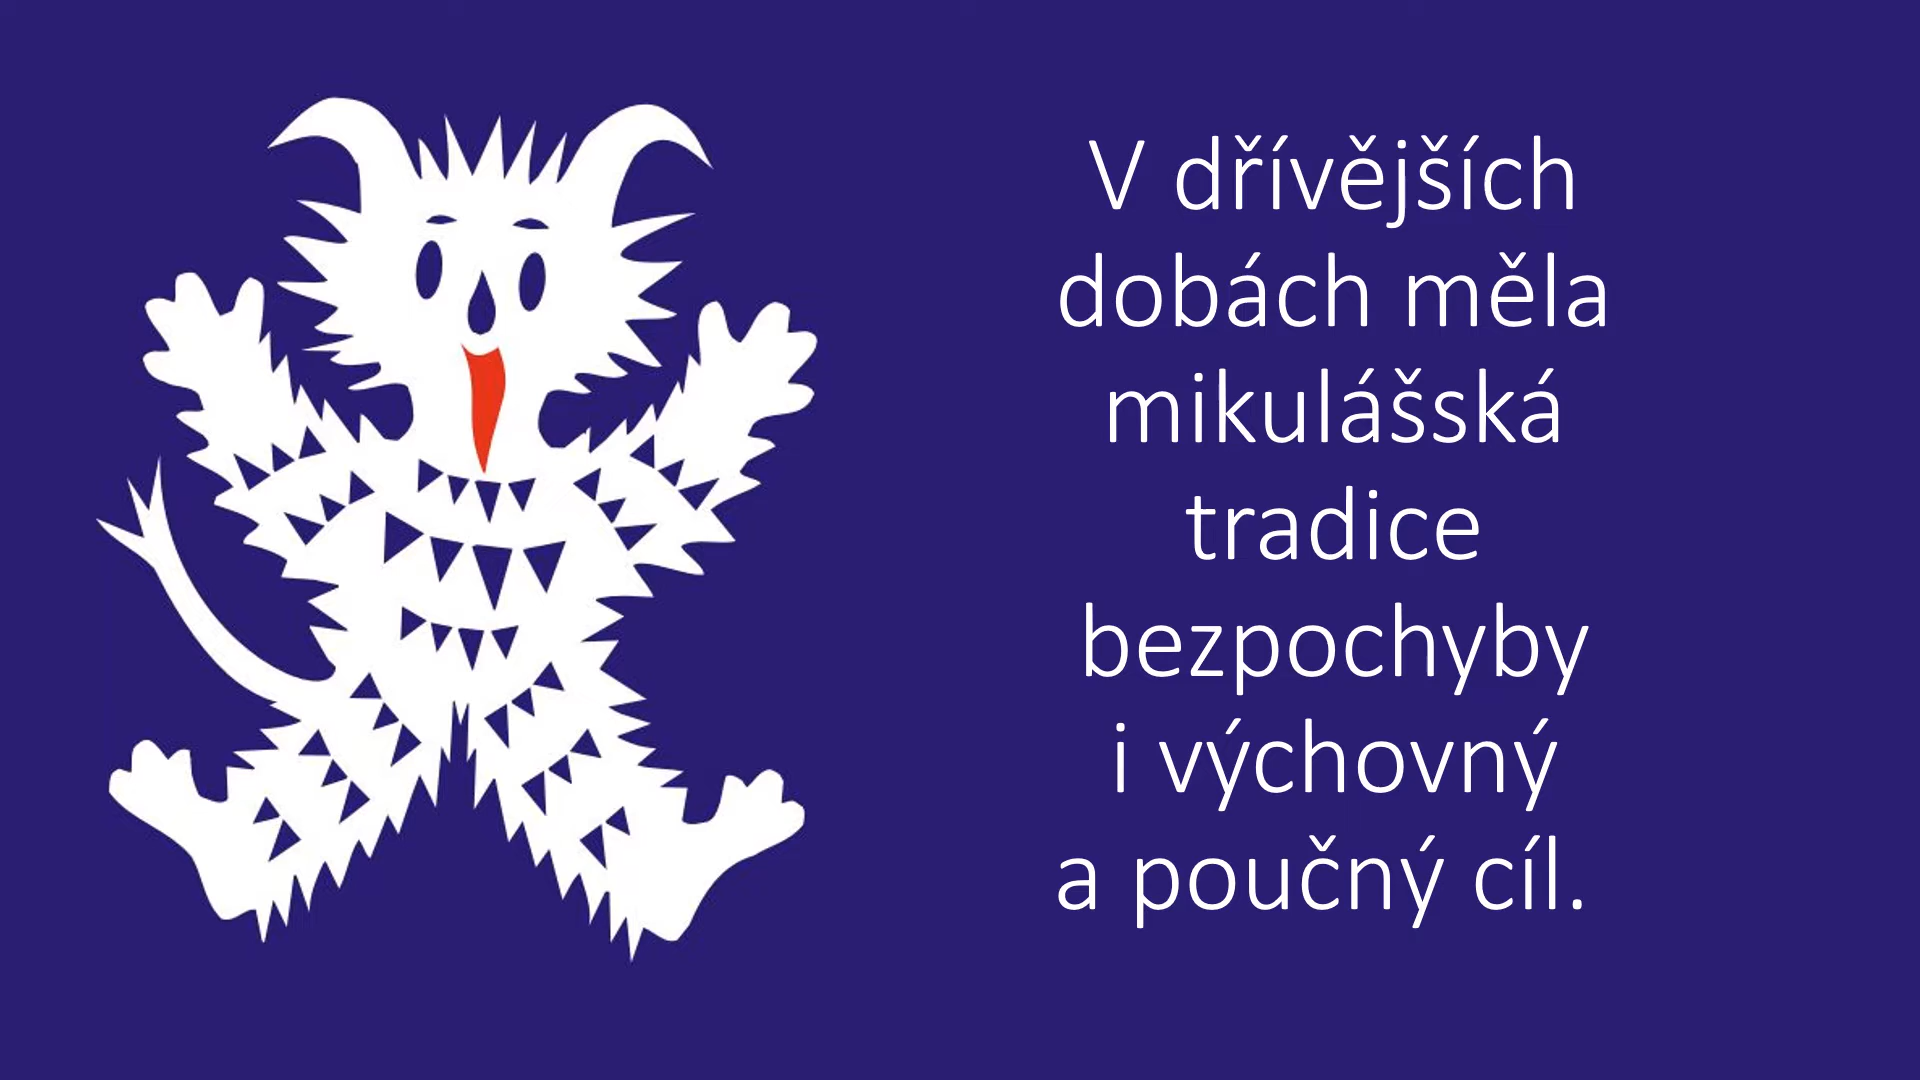 V dřívějších
dobách měla
mikulášská
tradice
bezpochyby
i výchovný
a poučný cíl.